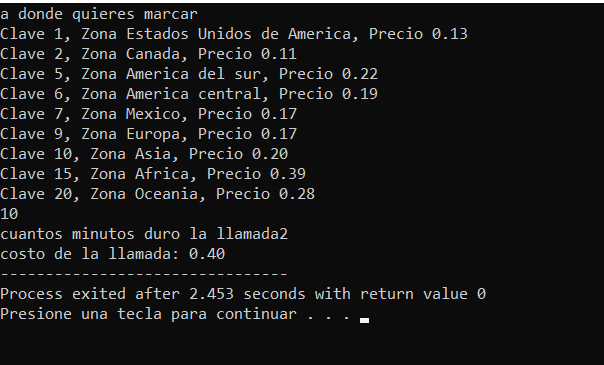 a donde quieres marcar
Clave 1, Zona Estados Unidos de America, Precio 0.13
Clave 2, Zona Canada, Precio 0.11
Clave 5, Zona America del sur, Precio 0.22
Clave 6, Zona America central, Precio 0.19
Clave 7, Zona Mexico, Precio 0.17
Clave 9, Zona Europa, Precio 0.17
Clave 10, Zona Asia, Precio 0.20
Clave 15, Zona Africa, Precio 0.39
Clave 20, Zona Oceania, Precio 0.28
10
cuantos minutos duro la llamada2
costo de la llamada: 0.40
--------------------------------
Process exited after 2.453 seconds with return value 0
Presione una tecla para continuar . . .